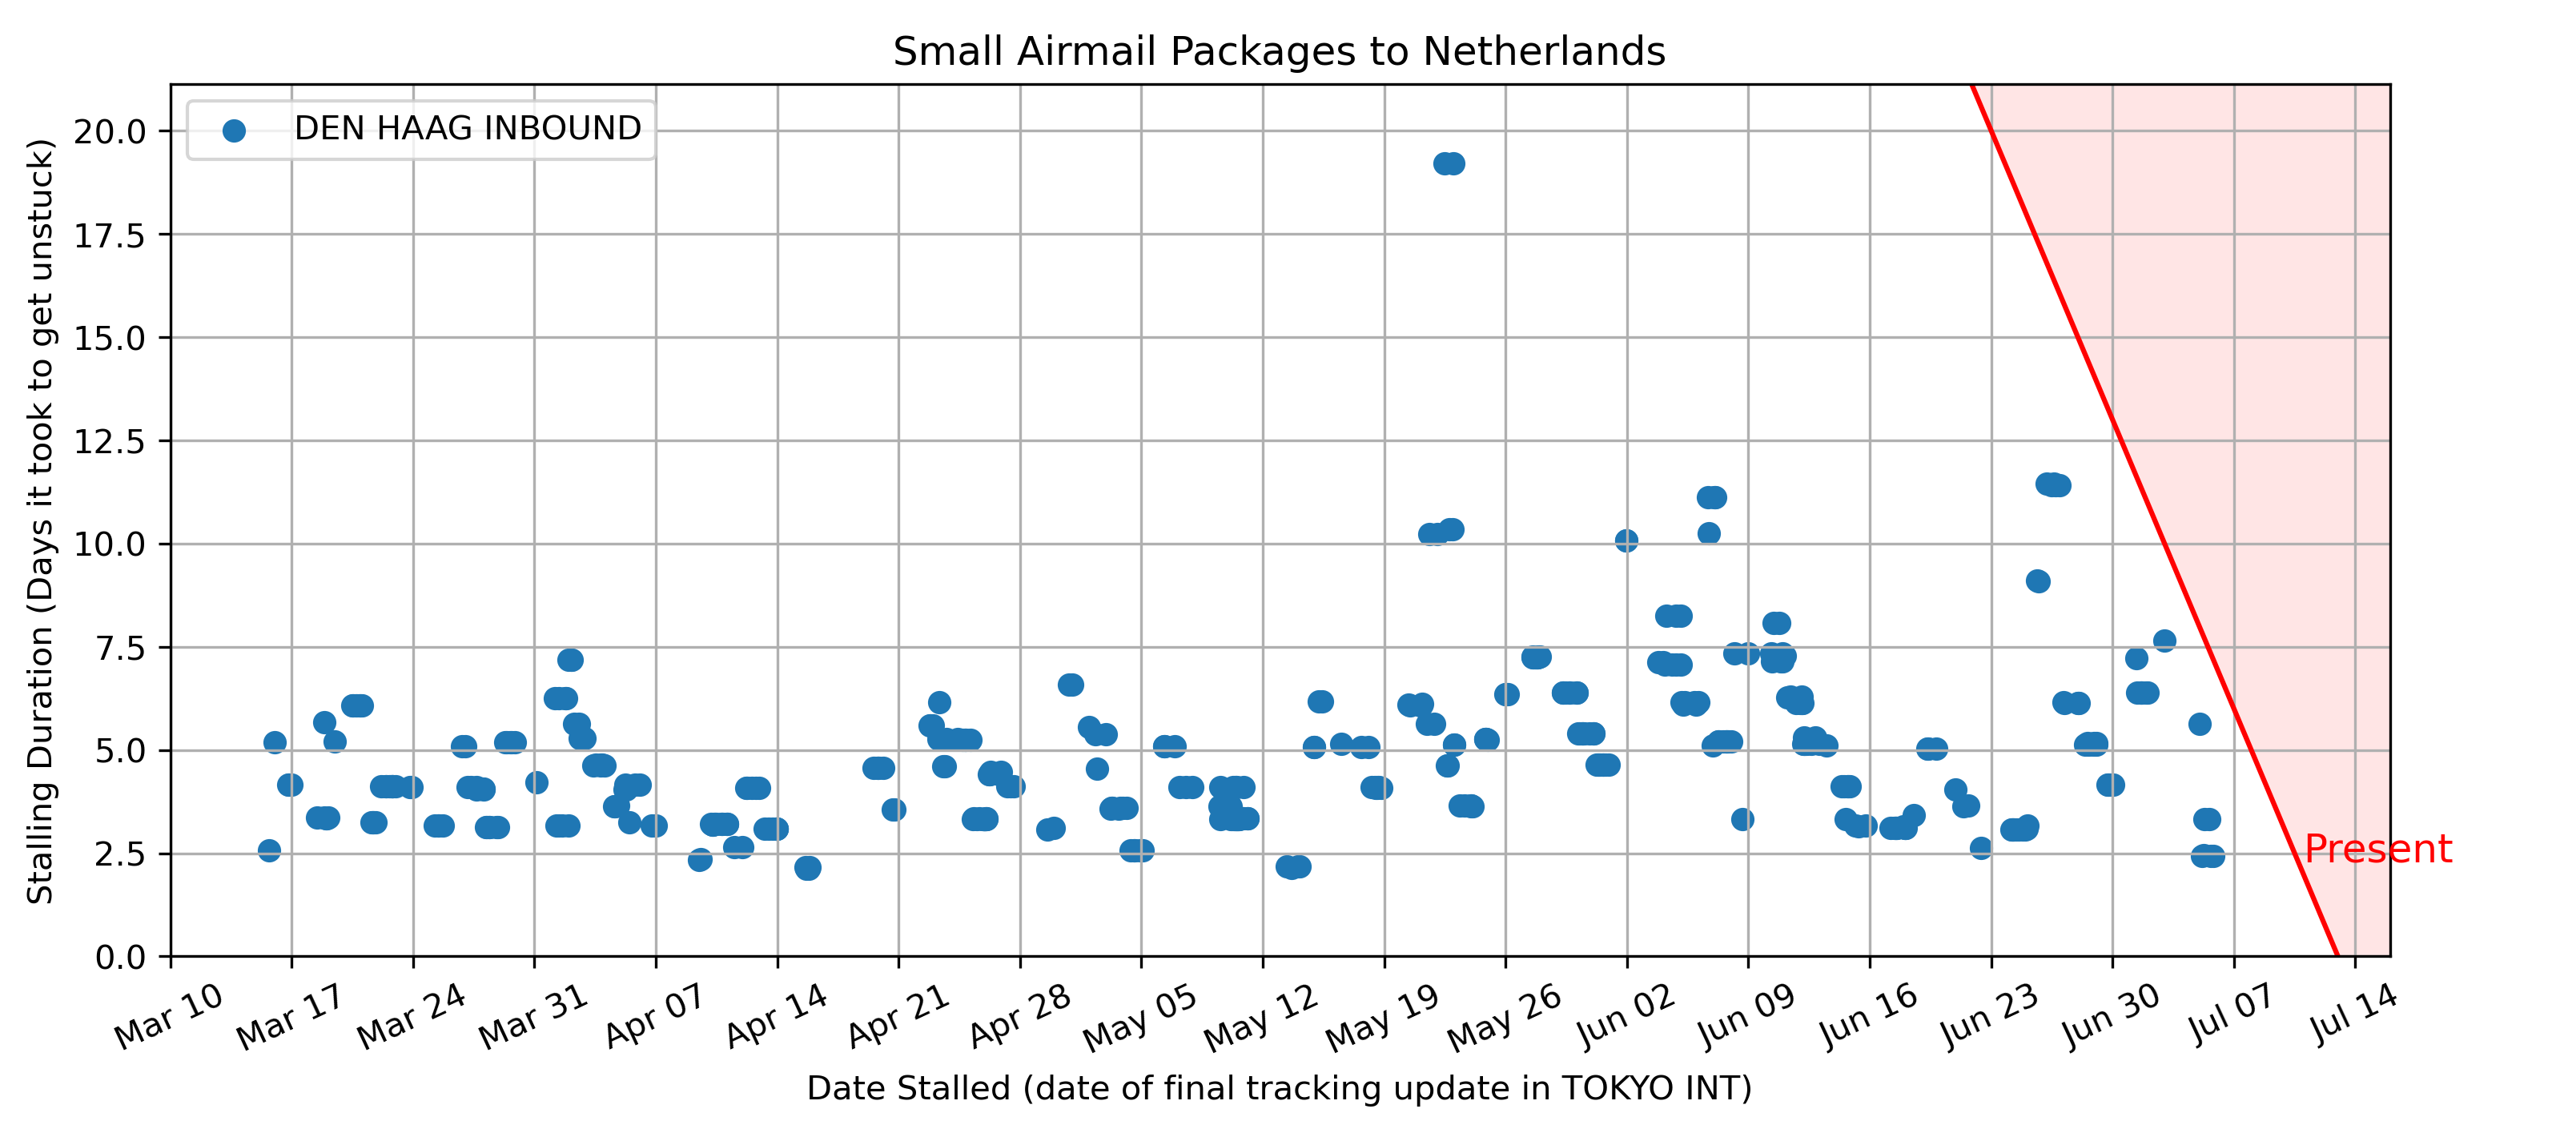 Small Airmail Packages to Netherlands
DEN HAAG INBOUND
Stalling Duration (Days it took to get unstuck)
20.0
17.5
15.0
12.5
10.0
7.5
5.0
2.5
0.0
Present
Mar 10 Mar 17 Mar 24 Mar 31 Apr 07 Apr 14 Apr 21 Apr 28 May 05 May 12 May 19 May 26 Jun 02 Jun 09 Jun 16 Jun 23 Jun 30 Jul 07 Jul 14
Date Stalled (date of final tracking update in TOKYO INT)